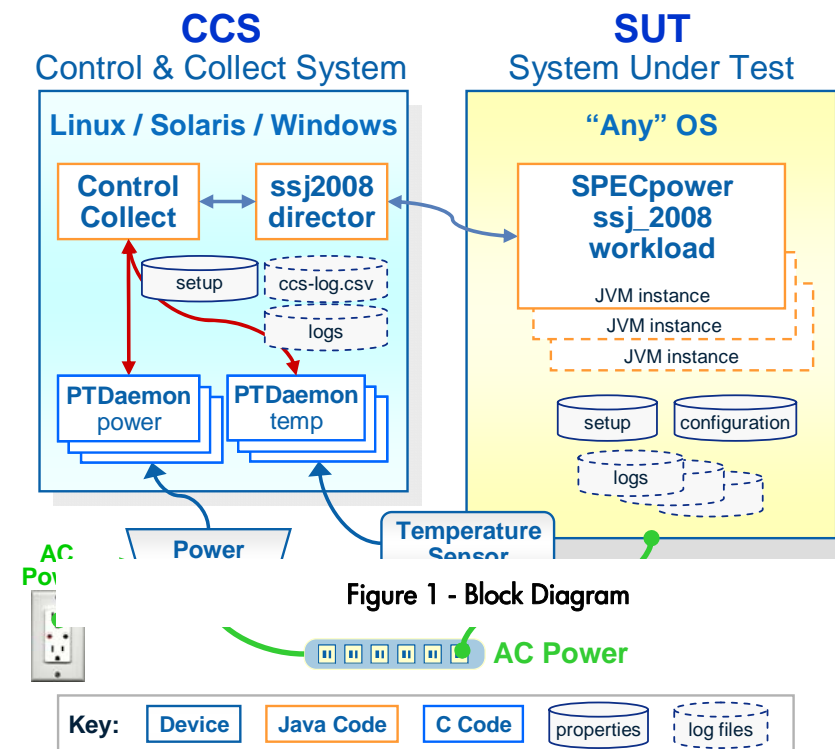 CCS
Control & Collect System
SUT
System Under Test
Linux / Solaris / Windows
Control
Collect
ssj2008
director
setup
ccs-log.csv
logs
PTDaemon
power
PTDaemon
temp
"Any" OS
SPECpower
ssj_2008
workload
JVM instance
JVM instance
JVM instance
setup
configuration
logs
Power
Temperature
Sensor
AC
Figure 1 - Block Diagram
AC Power
Key:
Device
Java Code
C Code
properties
log files